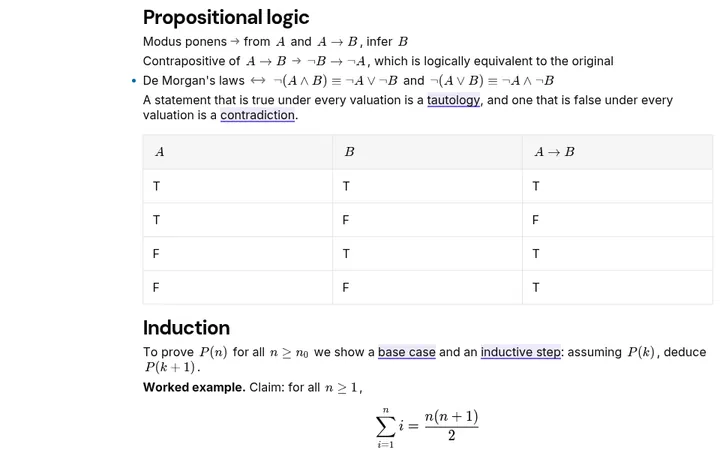 Propositional logic
Modus ponens → from A and A → B, infer B
Contrapositive of A → B → ¬B → ¬A, which is logically equivalent to the original
• De Morgan's laws ↔ ¬(A ∧ B) ≡ ¬A ∨ ¬B and ¬(A ∨ B) ≡ ¬A ∧ ¬B
A statement that is true under every valuation is a tautology, and one that is false under every
valuation is a contradiction.
A B A → B
T T T
T F F
F T T
F F T
Induction
To prove P(n) for all n ≥ n₀ we show a base case and an inductive step: assuming P(k), deduce
P(k + 1).
Worked example. Claim: for all n ≥ 1,
∑_{i=1}^{n} i = n(n + 1)/2